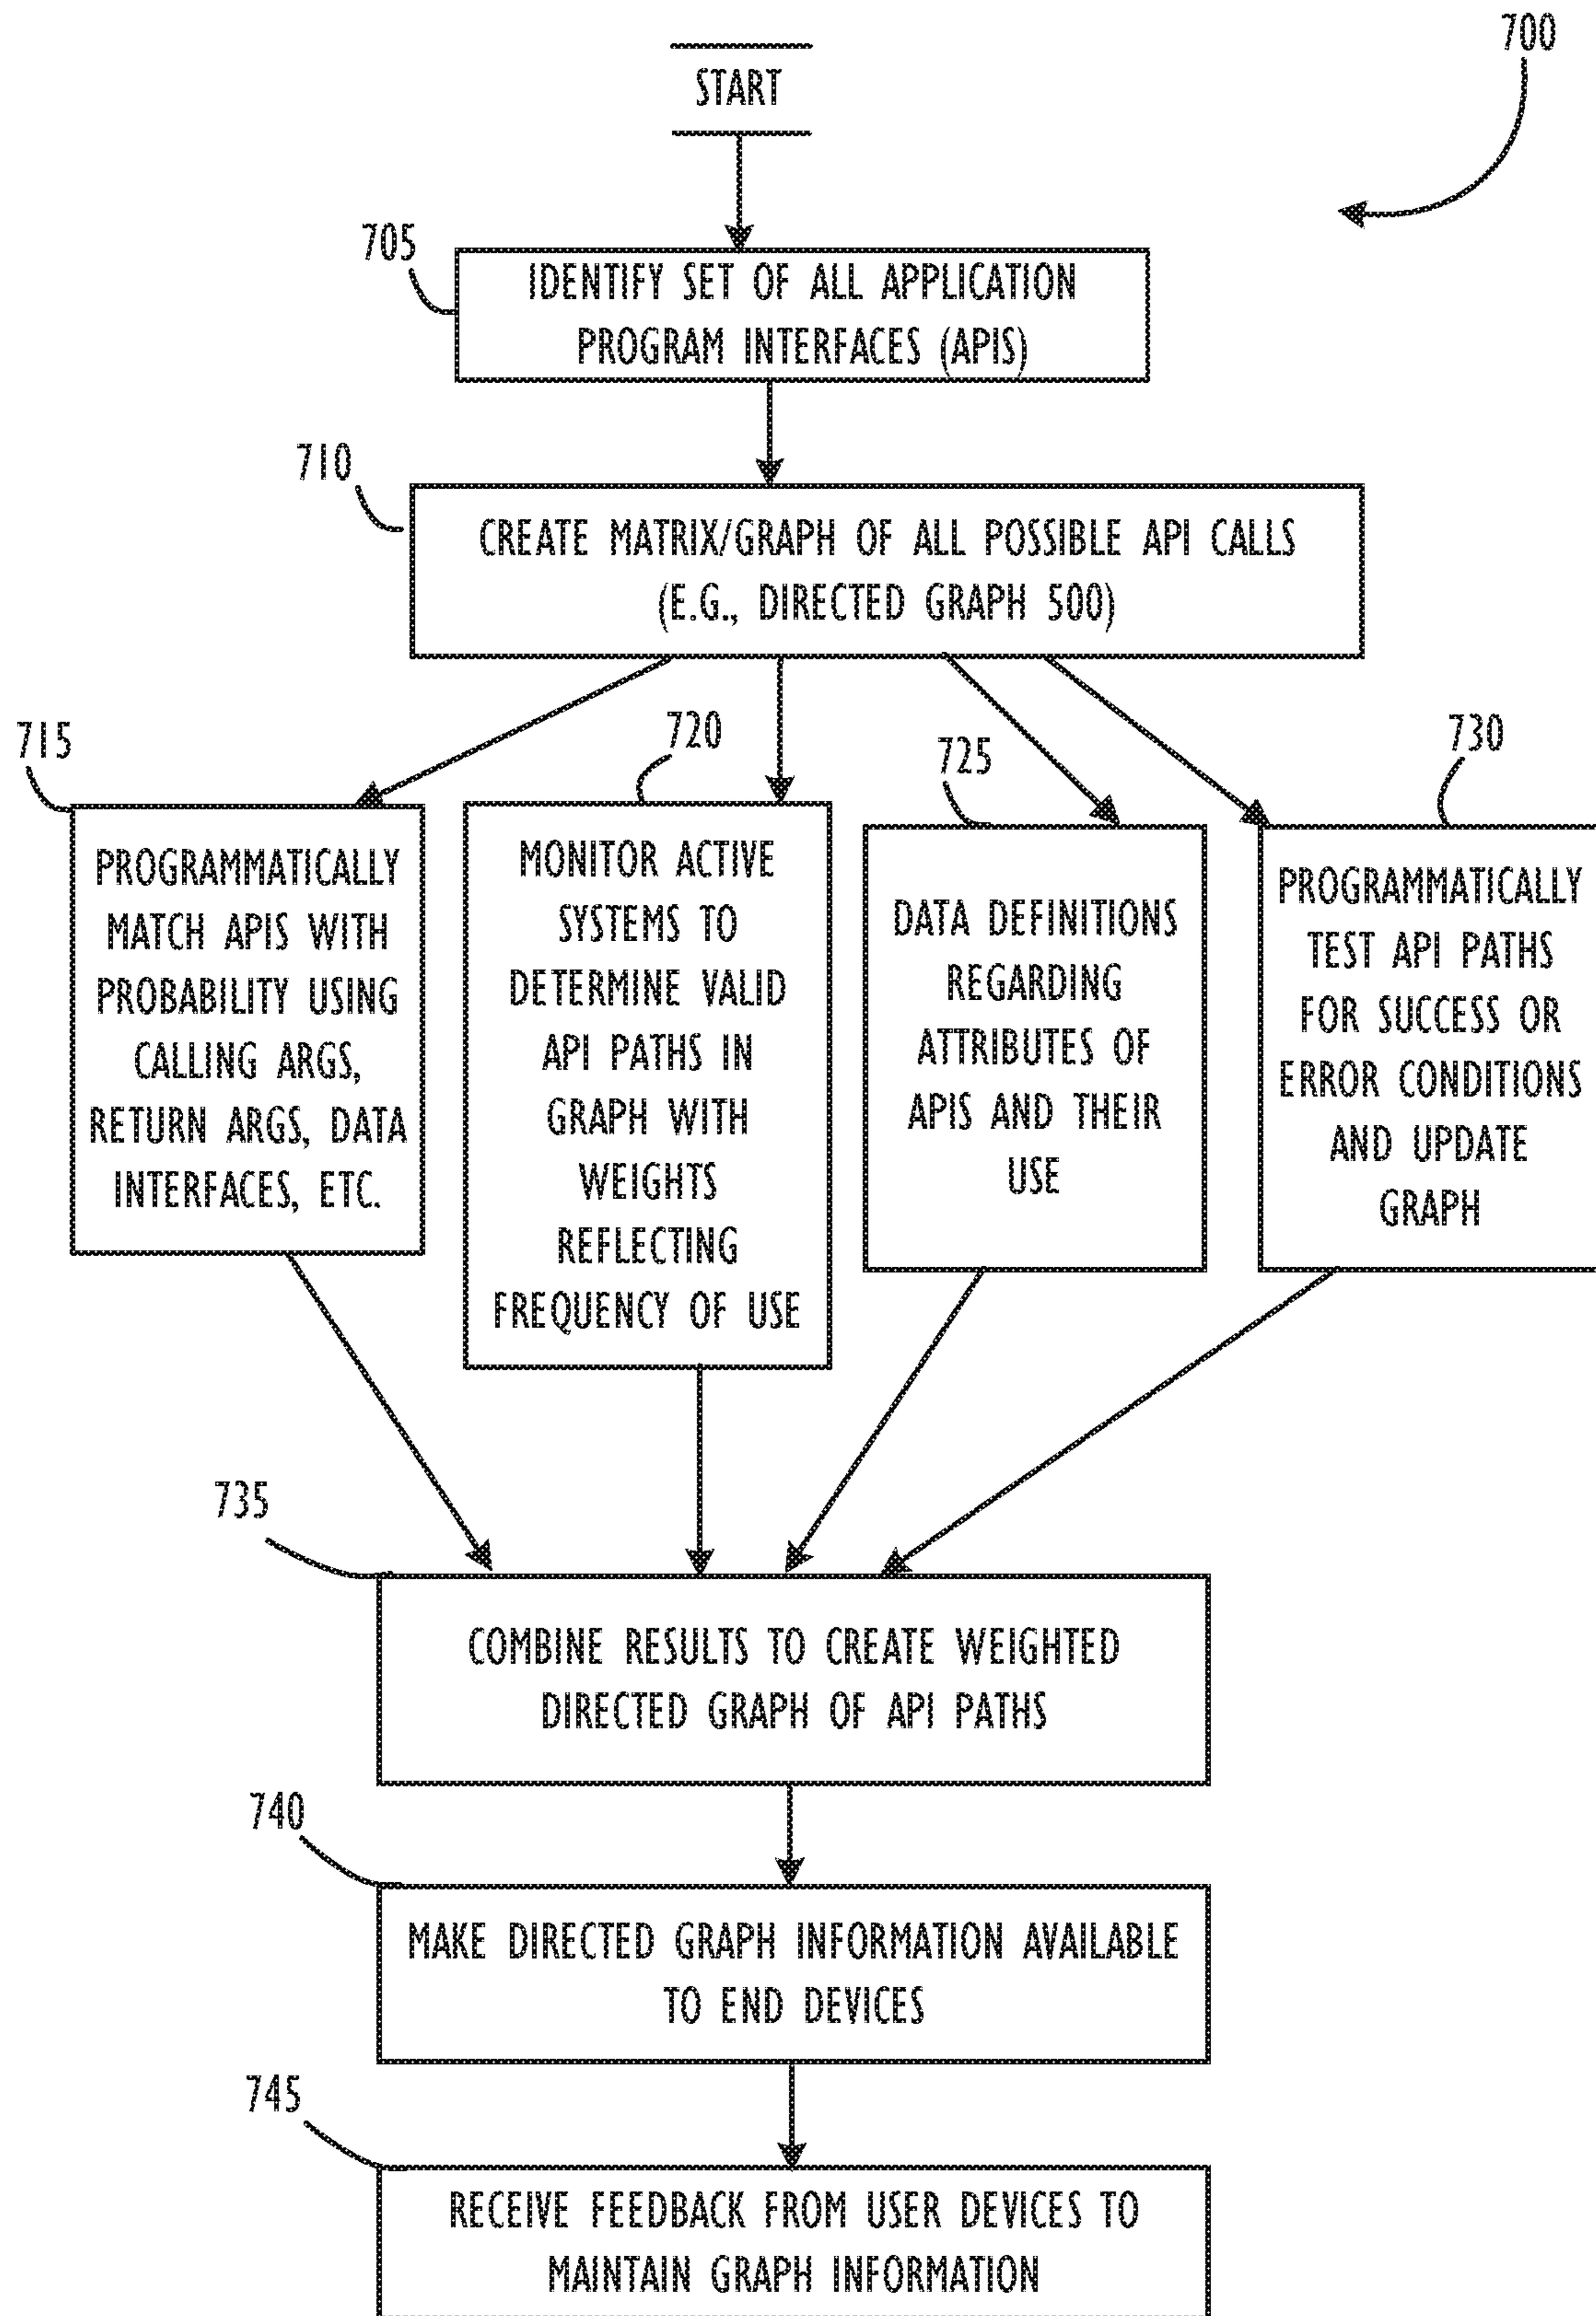 700
START
705
IDENTIFY SET OF ALL APPLICATION
PROGRAM INTERFACES (APIS)
710
CREATE MATRIX/GRAPH OF ALL POSSIBLE API CALLS
(E.G., DIRECTED GRAPH 500)
715
PROGRAMMATICALLY
MATCH APIS WITH
PROBABILITY USING
CALLING ARGS,
RETURN ARGS, DATA
INTERFACES, ETC.
720
MONITOR ACTIVE
SYSTEMS TO
DETERMINE VALID
API PATHS IN
GRAPH WITH
WEIGHTS
REFLECTING
FREQUENCY OF USE
725
DATA DEFINITIONS
REGARDING
ATTRIBUTES OF
APIS AND THEIR
USE
730
PROGRAMMATICALLY
TEST API PATHS
FOR SUCCESS OR
ERROR CONDITIONS
AND UPDATE
GRAPH
735
COMBINE RESULTS TO CREATE WEIGHTED
DIRECTED GRAPH OF API PATHS
740
MAKE DIRECTED GRAPH INFORMATION AVAILABLE
TO END DEVICES
745
RECEIVE FEEDBACK FROM USER DEVICES TO
MAINTAIN GRAPH INFORMATION